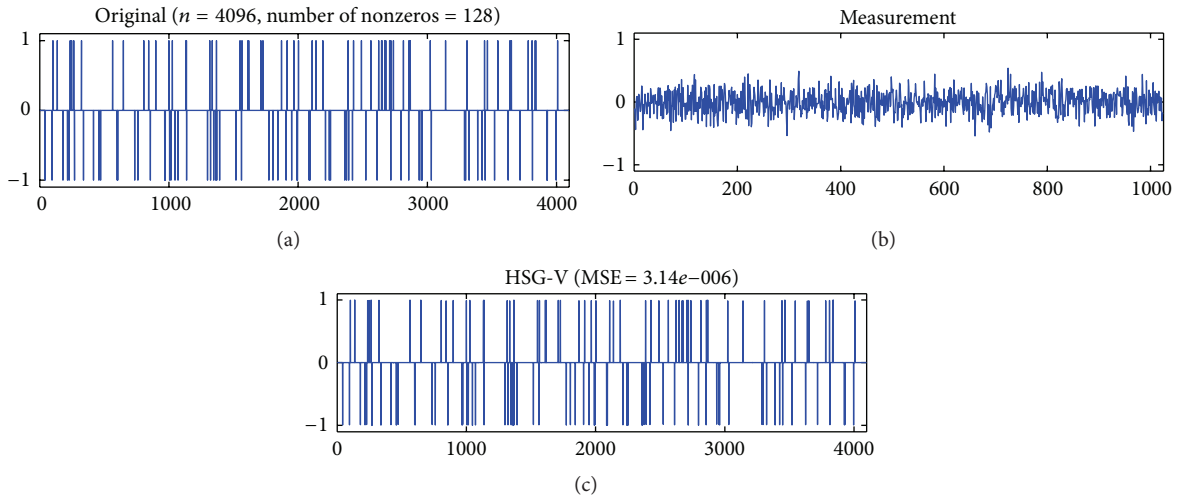 Original (n = 4096, number of nonzeros = 128)
1
0
−1
0 1000 2000 3000 4000
(a)
Measurement
1
0
−1
0 200 400 600 800 1000
(b)
HSG-V (MSE = 3.14e−006)
1
0
−1
0 1000 2000 3000 4000
(c)